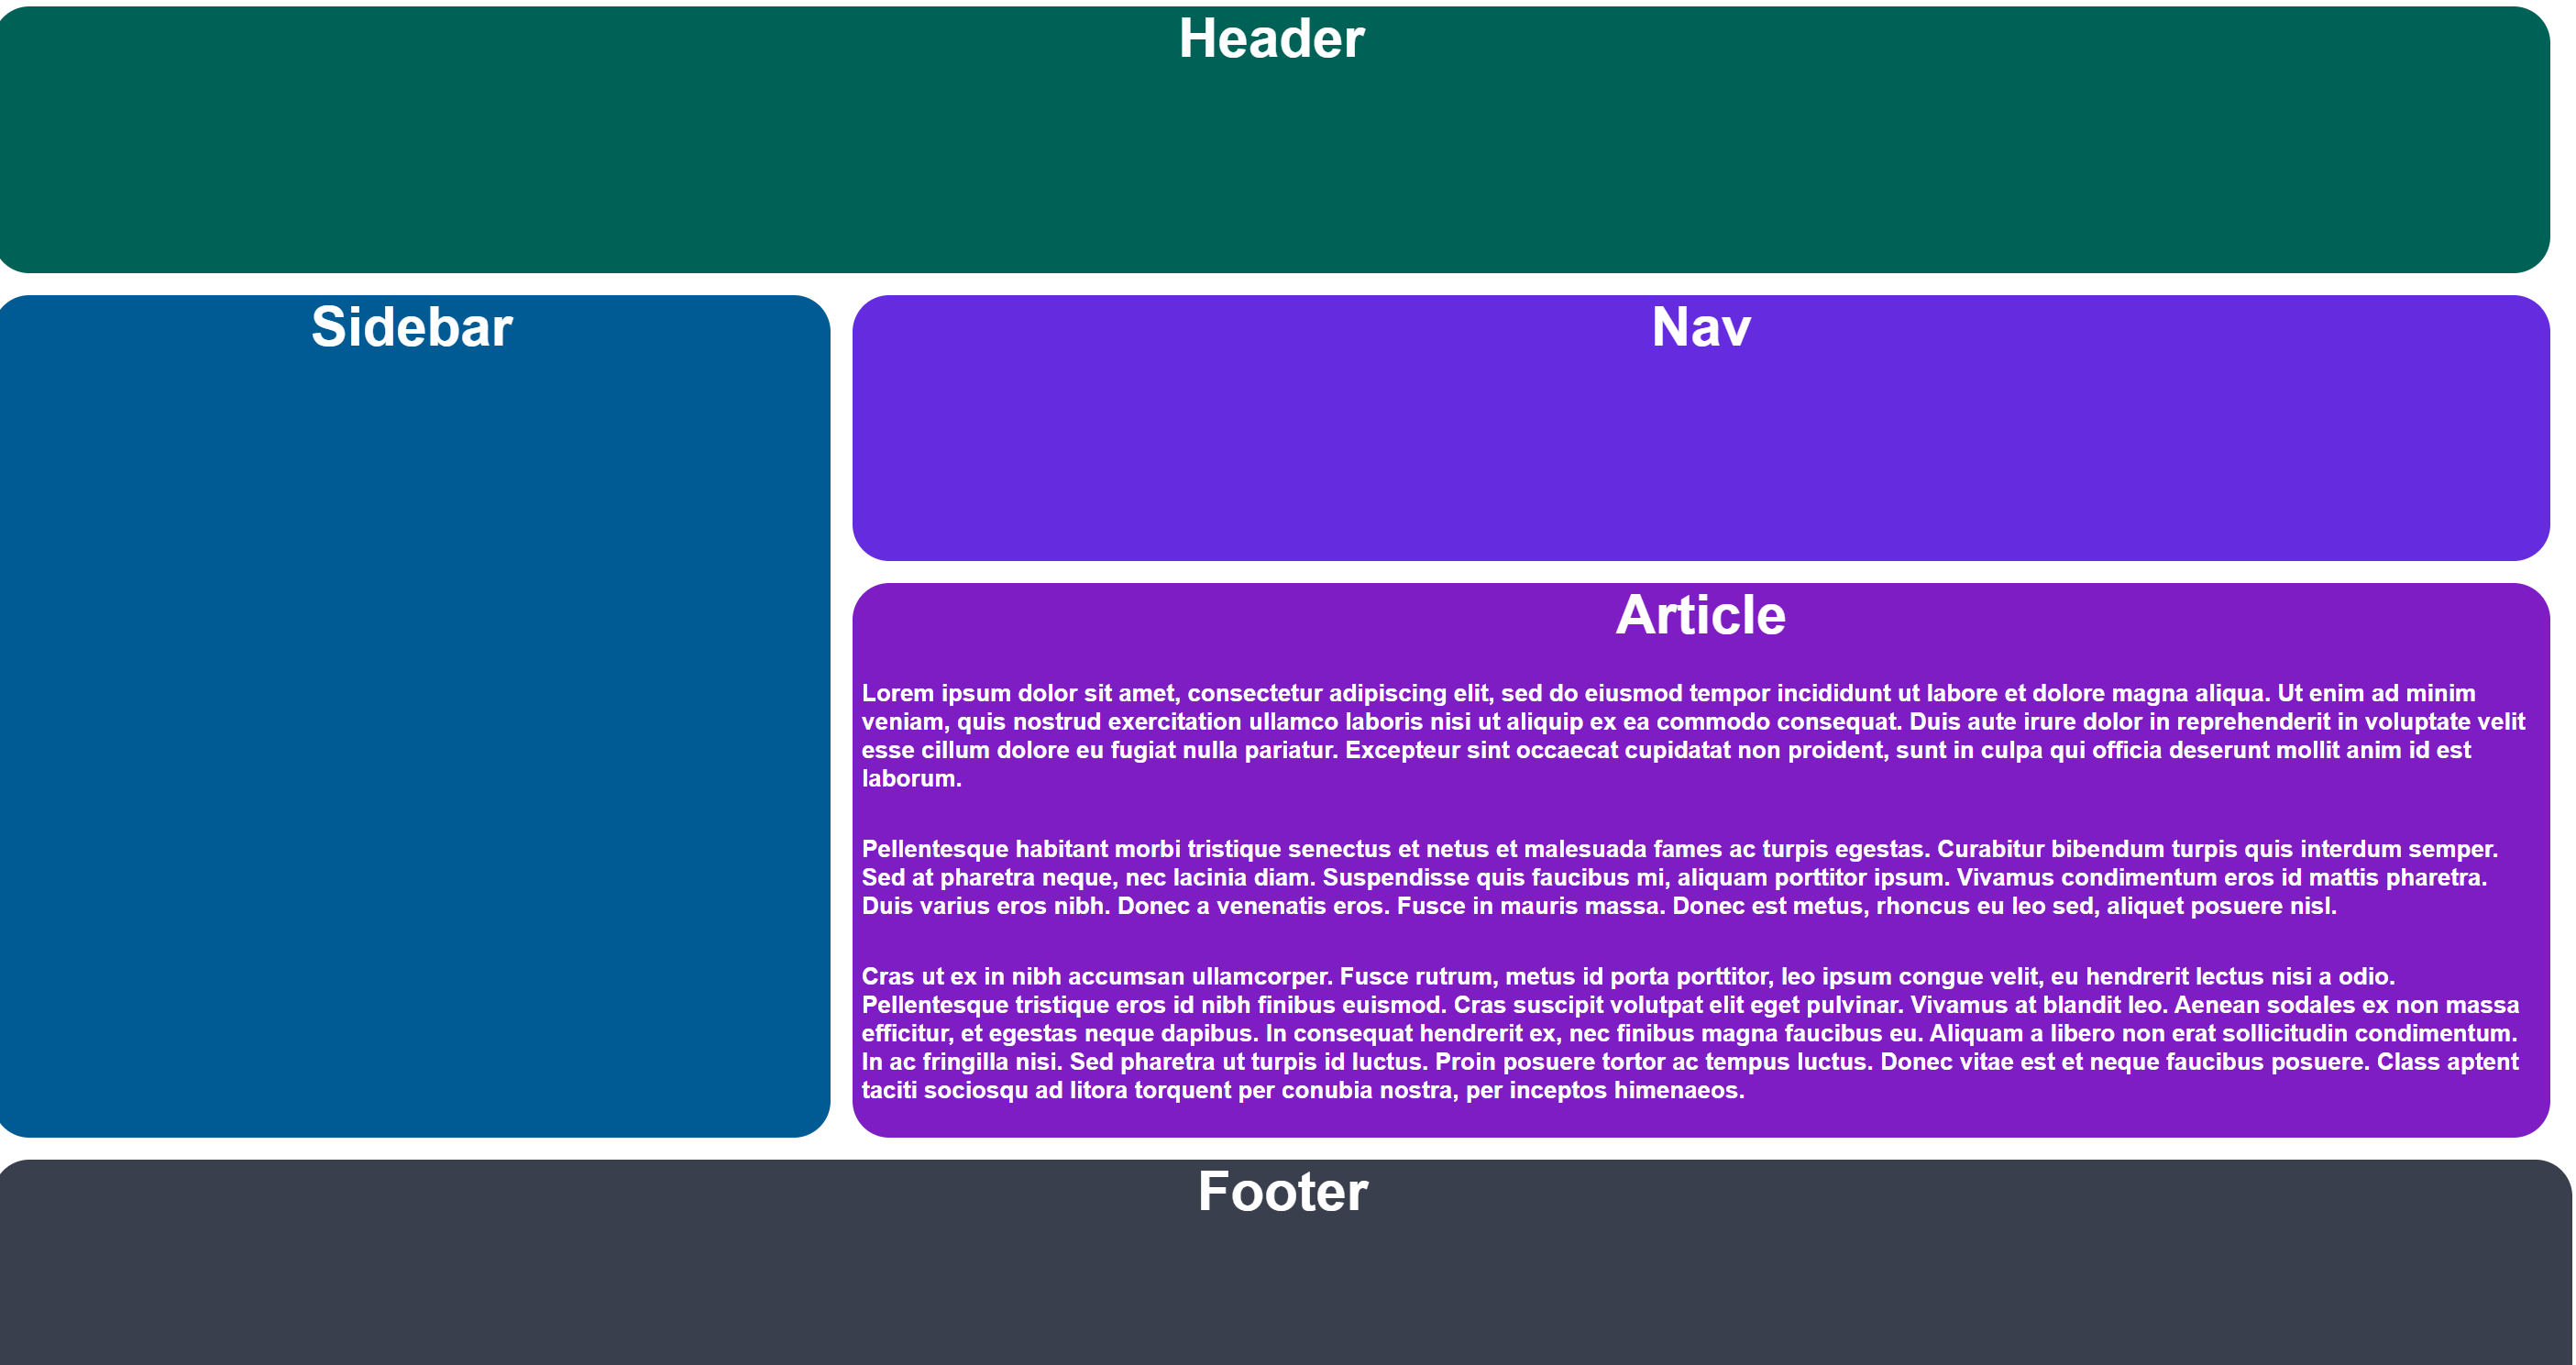 Header
Sidebar
Nav
Article
Lorem ipsum dolor sit amet, consectetur adipiscing elit, sed do eiusmod tempor incididunt ut labore et dolore magna aliqua. Ut enim ad minim
veniam, quis nostrud exercitation ullamco laboris nisi ut aliquip ex ea commodo consequat. Duis aute irure dolor in reprehenderit in voluptate velit
esse cillum dolore eu fugiat nulla pariatur. Excepteur sint occaecat cupidatat non proident, sunt in culpa qui officia deserunt mollit anim id est
laborum.
Pellentesque habitant morbi tristique senectus et netus et malesuada fames ac turpis egestas. Curabitur bibendum turpis quis interdum semper.
Sed at pharetra neque, nec lacinia diam. Suspendisse quis faucibus mi, aliquam porttitor ipsum. Vivamus condimentum eros id mattis pharetra.
Duis varius eros nibh. Donec a venenatis eros. Fusce in mauris massa. Donec est metus, rhoncus eu leo sed, aliquet posuere nisl.
Cras ut ex in nibh accumsan ullamcorper. Fusce rutrum, metus id porta porttitor, leo ipsum congue velit, eu hendrerit lectus nisi a odio.
Pellentesque tristique eros id nibh finibus euismod. Cras suscipit volutpat elit eget pulvinar. Vivamus at blandit leo. Aenean sodales ex non massa
efficitur, et egestas neque dapibus. In consequat hendrerit ex, nec finibus magna faucibus eu. Aliquam a libero non erat sollicitudin condimentum.
In ac fringilla nisi. Sed pharetra ut turpis id luctus. Proin posuere tortor ac tempus luctus. Donec vitae est et neque faucibus posuere. Class aptent
taciti sociosqu ad litora torquent per conubia nostra, per inceptos himenaeos.
Footer